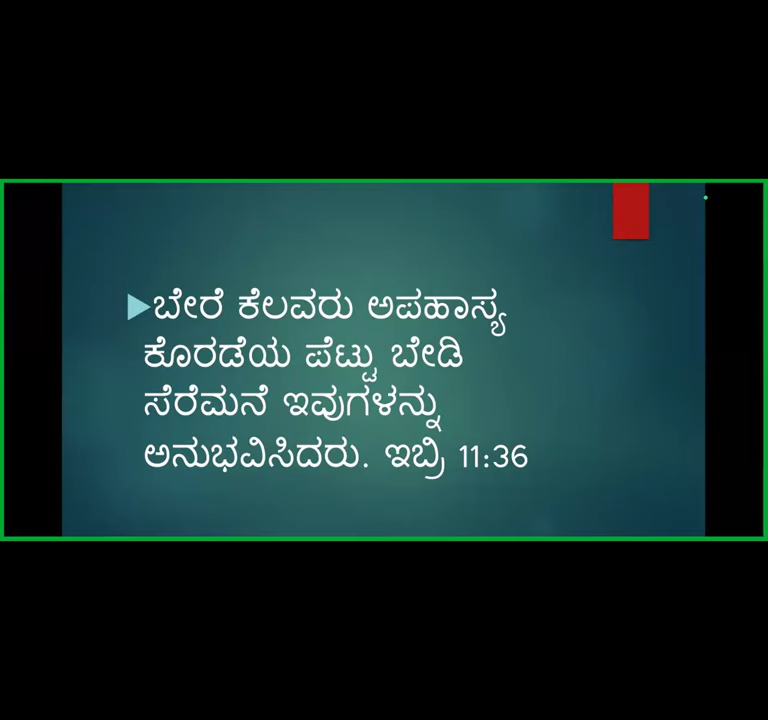 ಬೇರೆ ಕೆಲವರು ಅಪಹಾಸ್ಯ
ಕೊರಡೆಯ ಪೆಟ್ಟು ಬೇಡಿ
ಸೆರೆಮನೆ ಇವುಗಳನ್ನು
ಅನುಭವಿಸಿದರು. ಇಬ್ರಿ 11:36